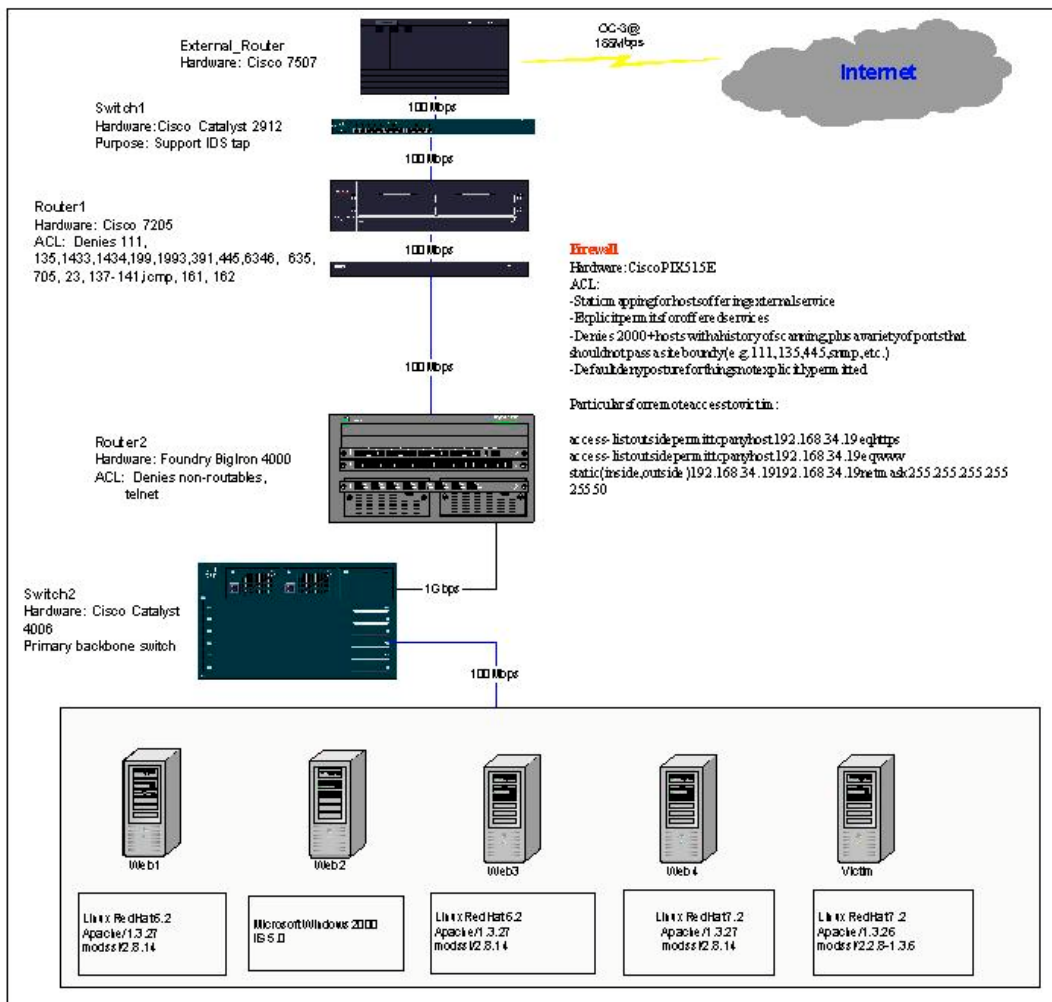 External_Router
Hardware: Cisco 7507
OC-3@
155Mbps
Internet
100 Mbps
Switch1
Hardware:Cisco Catalyst 2912
Purpose: Support IDS tap
100 Mbps
Router1
Hardware: Cisco 7205
ACL: Denies 111,
135,1433,1434,199,1993,391,445,6346, 635,
705, 23, 137-141,icmp, 161, 162
100 Mbps
Firewall
Hardware:CiscoPIX515E
ACL:
-Staticmappingforhostsofferingexternalservice
-Explicitpermitsforofferedservices
-Denies 2000+hostswithahistoryofscanning,plusavarietyofportsthat
shouldnotpassasiteboundy(e.g.111,135,445,snmp,etc.)
-Defaultdenypostureforthingsnotexplicitlypermitted
Particularsforremoteaccesstovictim:
access-listoutsidepermittcpanyhost192.168.34.19eqhttps
access-listoutsidepermittcpanyhost192.168.34.19eqwww
static(inside,outside)192.168.34.19192.168.34.19netmask255.255.255.255
25550
100 Mbps
Router2
Hardware: Foundry BigIron 4000
ACL: Denies non-routables,
telnet
1Gbps
Switch2
Hardware: Cisco Catalyst
4006
Primary backbone switch
100 Mbps
Web1
Web2
Web3
Web4
Victim
Linux RedHat6.2
Apache/1.3.27
modssl/2.8.14
Microsoft Windows 2000
IIS 5.0
Linux RedHat6.2
Apache/1.3.27
modssl/2.8.14
Linux RedHat7.2
Apache/1.3.27
modssl/2.8.14
Linux RedHat7.2
Apache/1.3.26
modssl/2.2.8-1.3.6